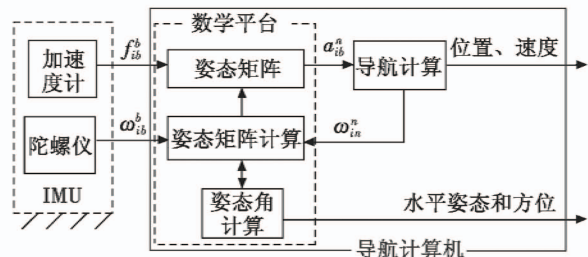 数学平台
加速
度计
f_{ib}^{b}
姿态矩阵
a_{ib}^{n}
导航计算
位置、速度
陀螺仪
ω_{ib}^{b}
姿态矩阵计算
ω_{in}^{n}
IMU
姿态角
计算
水平姿态和方位
导航计算机